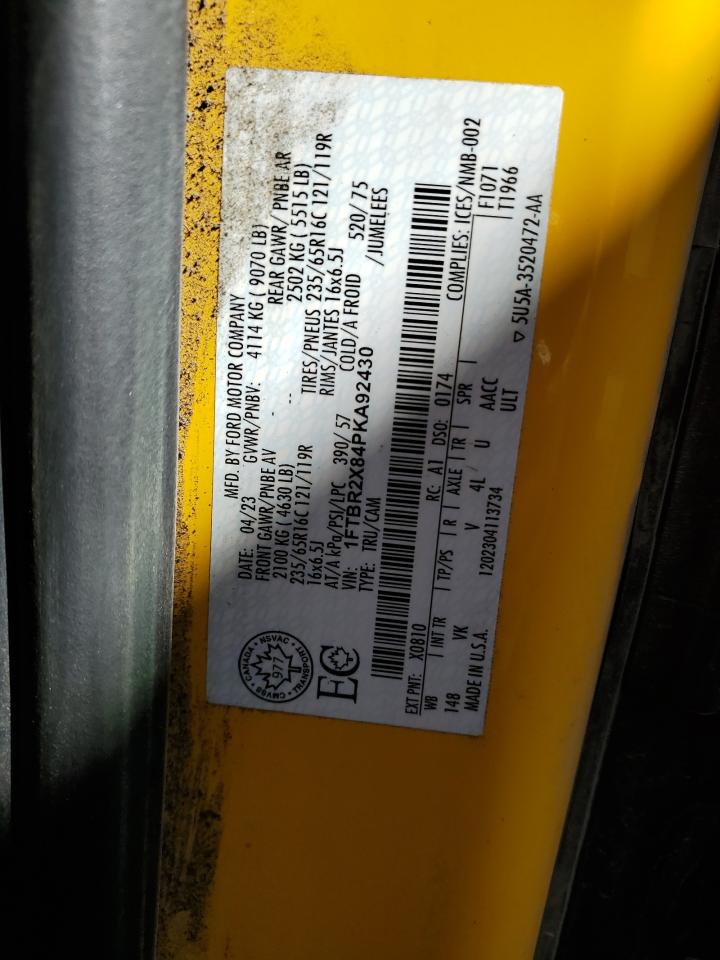 MFD. BY FORD MOTOR COMPANY
DATE: 04/23 GVWR/PNBV: 4114 KG ( 9070 LB)
FRONT GAWR/PNBE AV REAR GAWR/PNBE AR
2100 KG ( 4630 LB) -- 2502 KG ( 5515 LB)
235/65R16C 121/119R -- TIRES/PNEUS 235/65R16C 121/119R
16x6.5J RIMS/JANTES 16x6.5J
AT/A kPa/PSI/LPC 390/ 57 COLD/A FROID 520/ 75
VIN: 1FTBR2X84PKA92430 /JUMELEES
TYPE: TRU/CAM
CMVSS • CANADA • NSVAC • TRANSPORT
977
EC
EXT PNT: X0810 RC: A1 DSO: 0174 COMPLIES: ICES/NMB-002
WB | INT TR | TP/PS | R | AXLE | TR | SPR | F1071
148 VK V 4L U AACC T1966
MADE IN U.S.A. 1202304113734 ULT
▽ 5U5A-3520472-AA